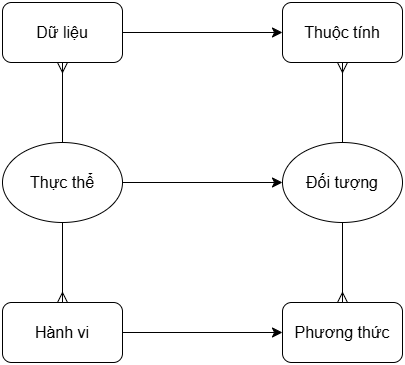 Dữ liệu
Thuộc tính
Thực thể
Đối tượng
Hành vi
Phương thức